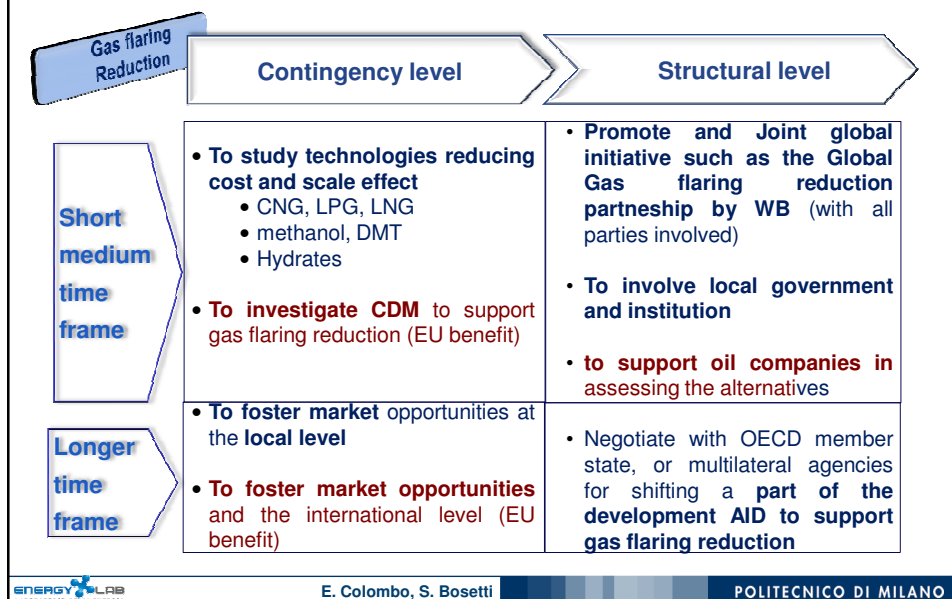 Gas flaring
Reduction
Contingency level
Structural level
Short
medium
time
frame
• To study technologies reducing
cost and scale effect
• CNG, LPG, LNG
• methanol, DMT
• Hydrates
• To investigate CDM to support
gas flaring reduction (EU benefit)
• Promote and Joint global
initiative such as the Global
Gas flaring reduction
partneship by WB (with all
parties involved)
• To involve local government
and institution
• to support oil companies in
assessing the alternatives
Longer
time
frame
• To foster market opportunities at
the local level
• To foster market opportunities
and the international level (EU
benefit)
• Negotiate with OECD member
state, or multilateral agencies
for shifting a part of the
development AID to support
gas flaring reduction
ENERGY LAB
E. Colombo, S. Bosetti
POLITECNICO DI MILANO